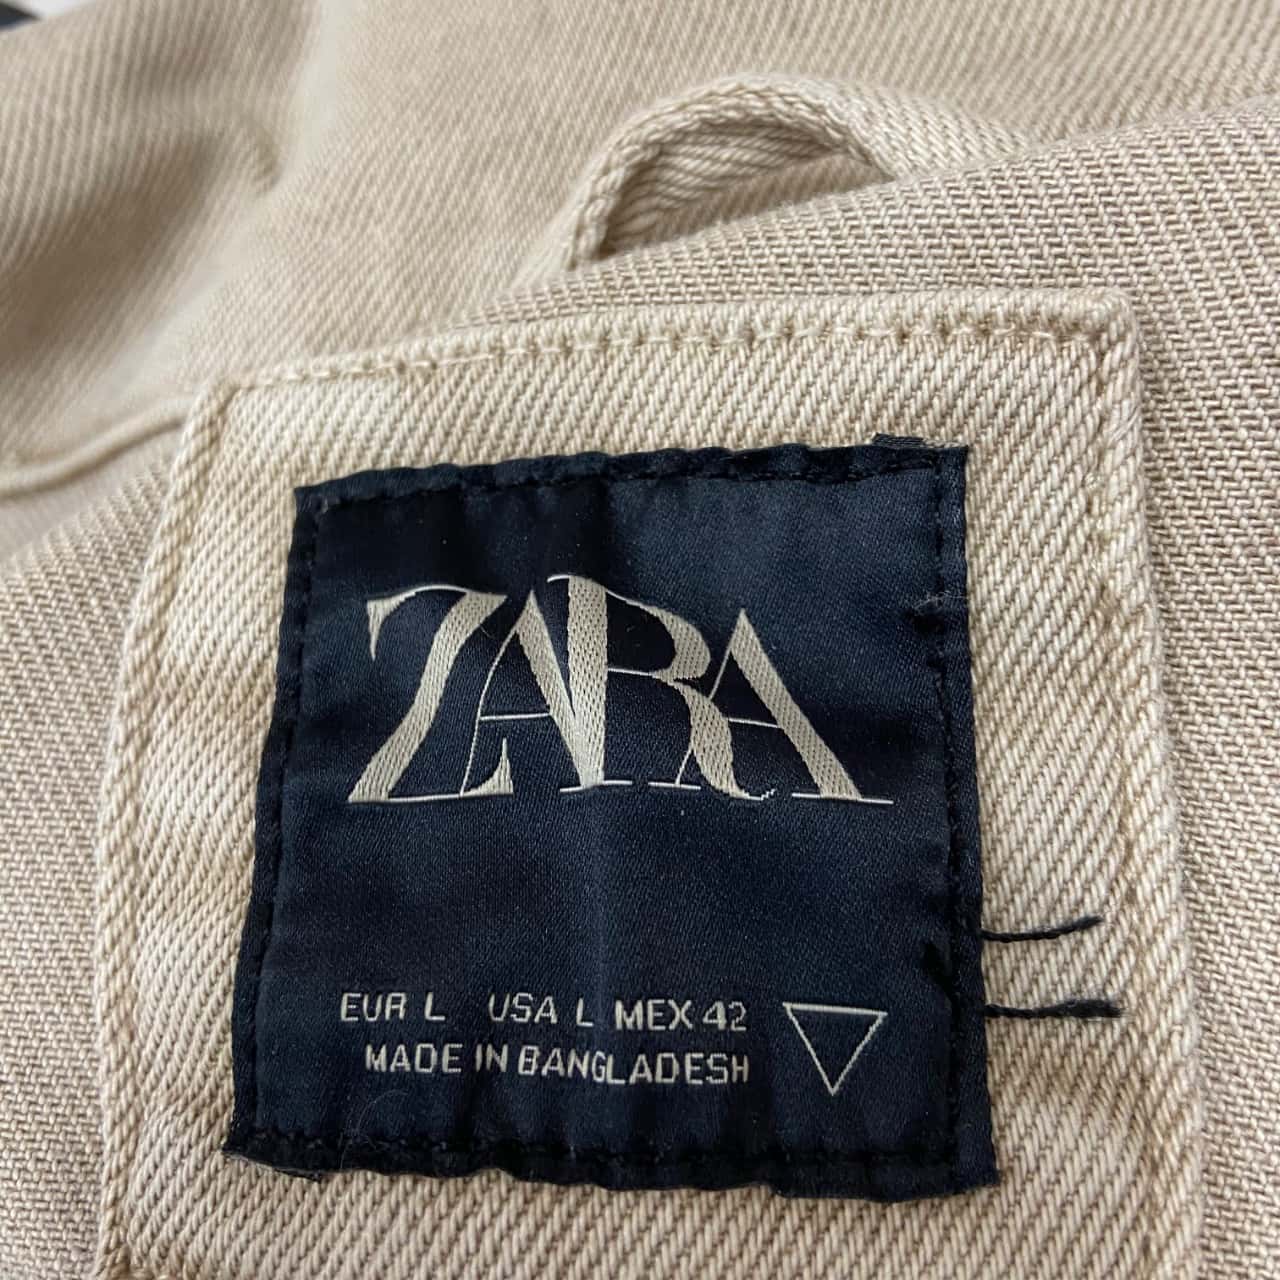 ZARA
EUR L USA L MEX 42
MADE IN BANGLADESH